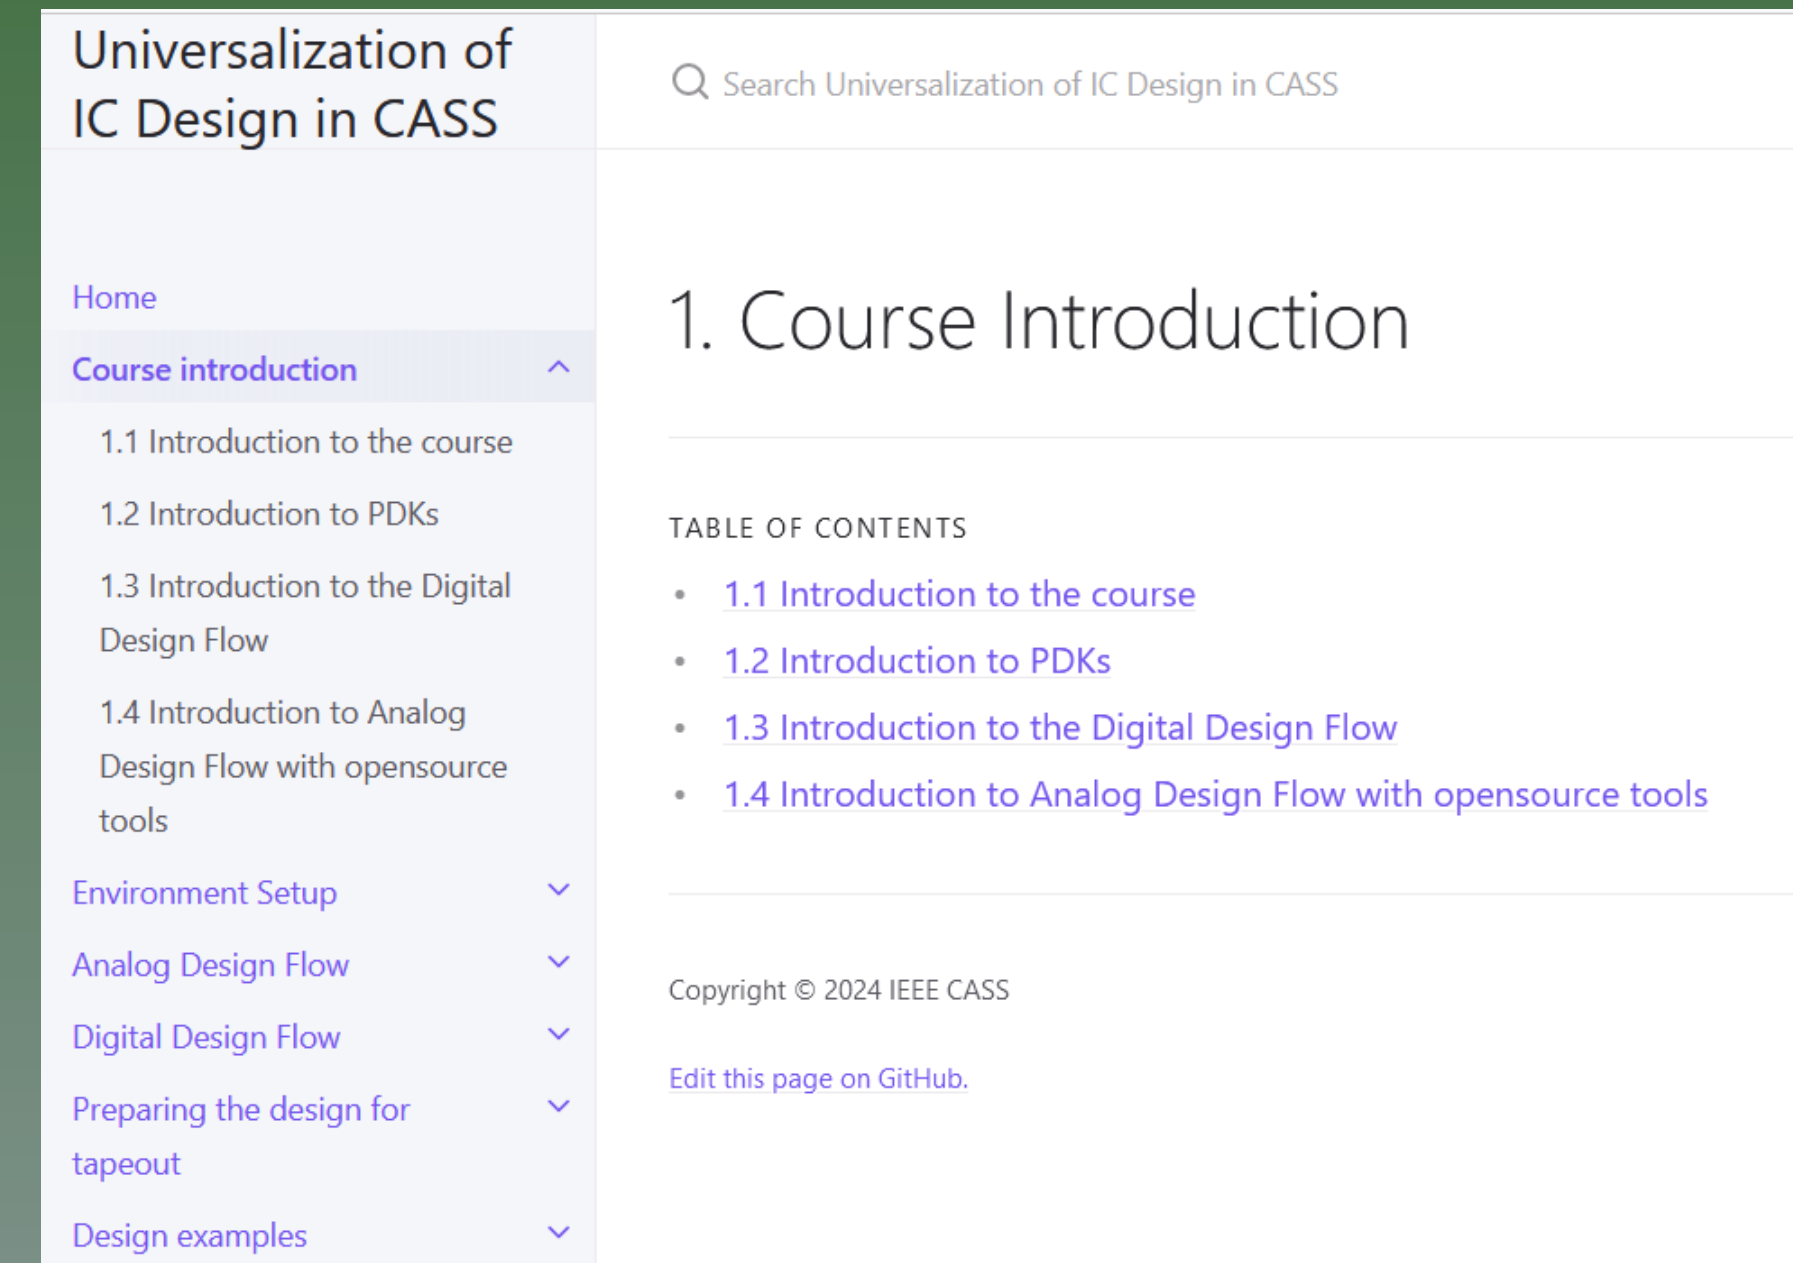 Universalization of
IC Design in CASS
Search Universalization of IC Design in CASS
Home
Course introduction
1.1 Introduction to the course
1.2 Introduction to PDKs
1.3 Introduction to the Digital
Design Flow
1.4 Introduction to Analog
Design Flow with opensource
tools
Environment Setup
Analog Design Flow
Digital Design Flow
Preparing the design for
tapeout
Design examples
1. Course Introduction
TABLE OF CONTENTS
• 1.1 Introduction to the course
• 1.2 Introduction to PDKs
• 1.3 Introduction to the Digital Design Flow
• 1.4 Introduction to Analog Design Flow with opensource tools
Copyright © 2024 IEEE CASS
Edit this page on GitHub.